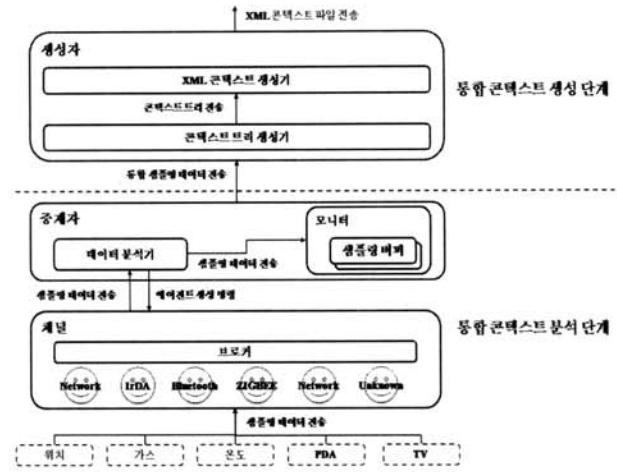 XML 콘텍스트 파일 전송
생성자
XML 콘텍스트 생성기
콘텍스트트리 전송
콘텍스트트리 생성기
통합 콘텍스트 생성 단계
통합 샘플링 데이터 전송
중재자
모니터
데이터 분석기
샘플링 버퍼
샘플링 데이터 전송
샘플링 데이터 전송
에이전트 생성 명령
채널
통합 콘텍스트 분석 단계
브로커
Network IrDA Bluetooth ZIGBEE Network Unknown
샘플링 데이터 전송
위치 가스 온도 PDA TV